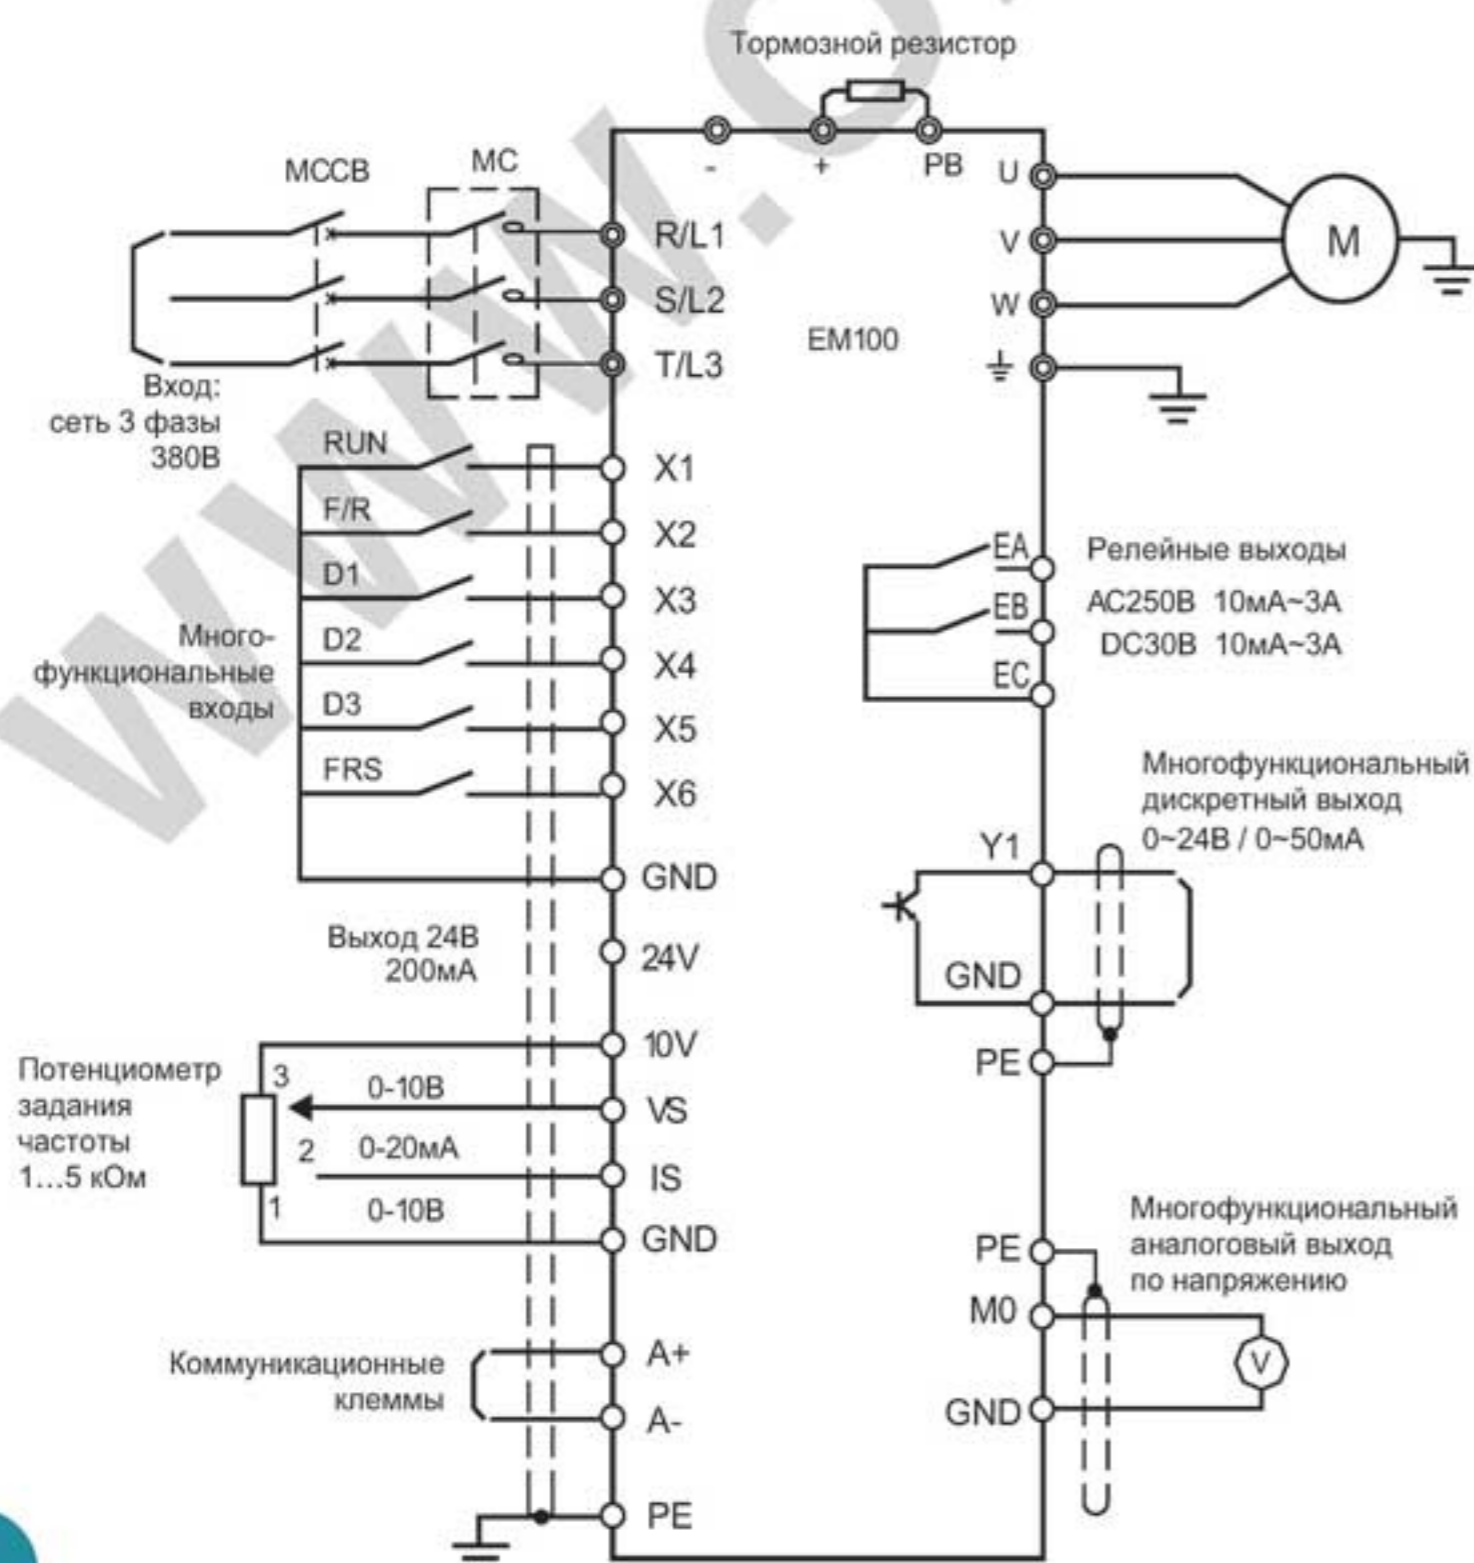 www.
Тормозной резистор
MCCB
MC
-
+
PB
U
V
W
M
R/L1
S/L2
T/L3
EM100
Вход:
сеть 3 фазы
380В
RUN
F/R
D1
D2
D3
FRS
Много-
функциональные
входы
X1
X2
X3
X4
X5
X6
GND
EA
EB
EC
Релейные выходы
AC250В 10мА~3А
DC30В 10мА~3А
Многофункциональный
дискретный выход
0~24В / 0~50мА
Y1
GND
PE
Выход 24В
200мА
24V
10V
VS
IS
GND
Потенциометр
задания
частоты
1...5 кОм
3
2
1
0-10В
0-20мА
0-10В
Многофункциональный
аналоговый выход
по напряжению
PE
M0
GND
V
Коммуникационные
клеммы
A+
A-
PE